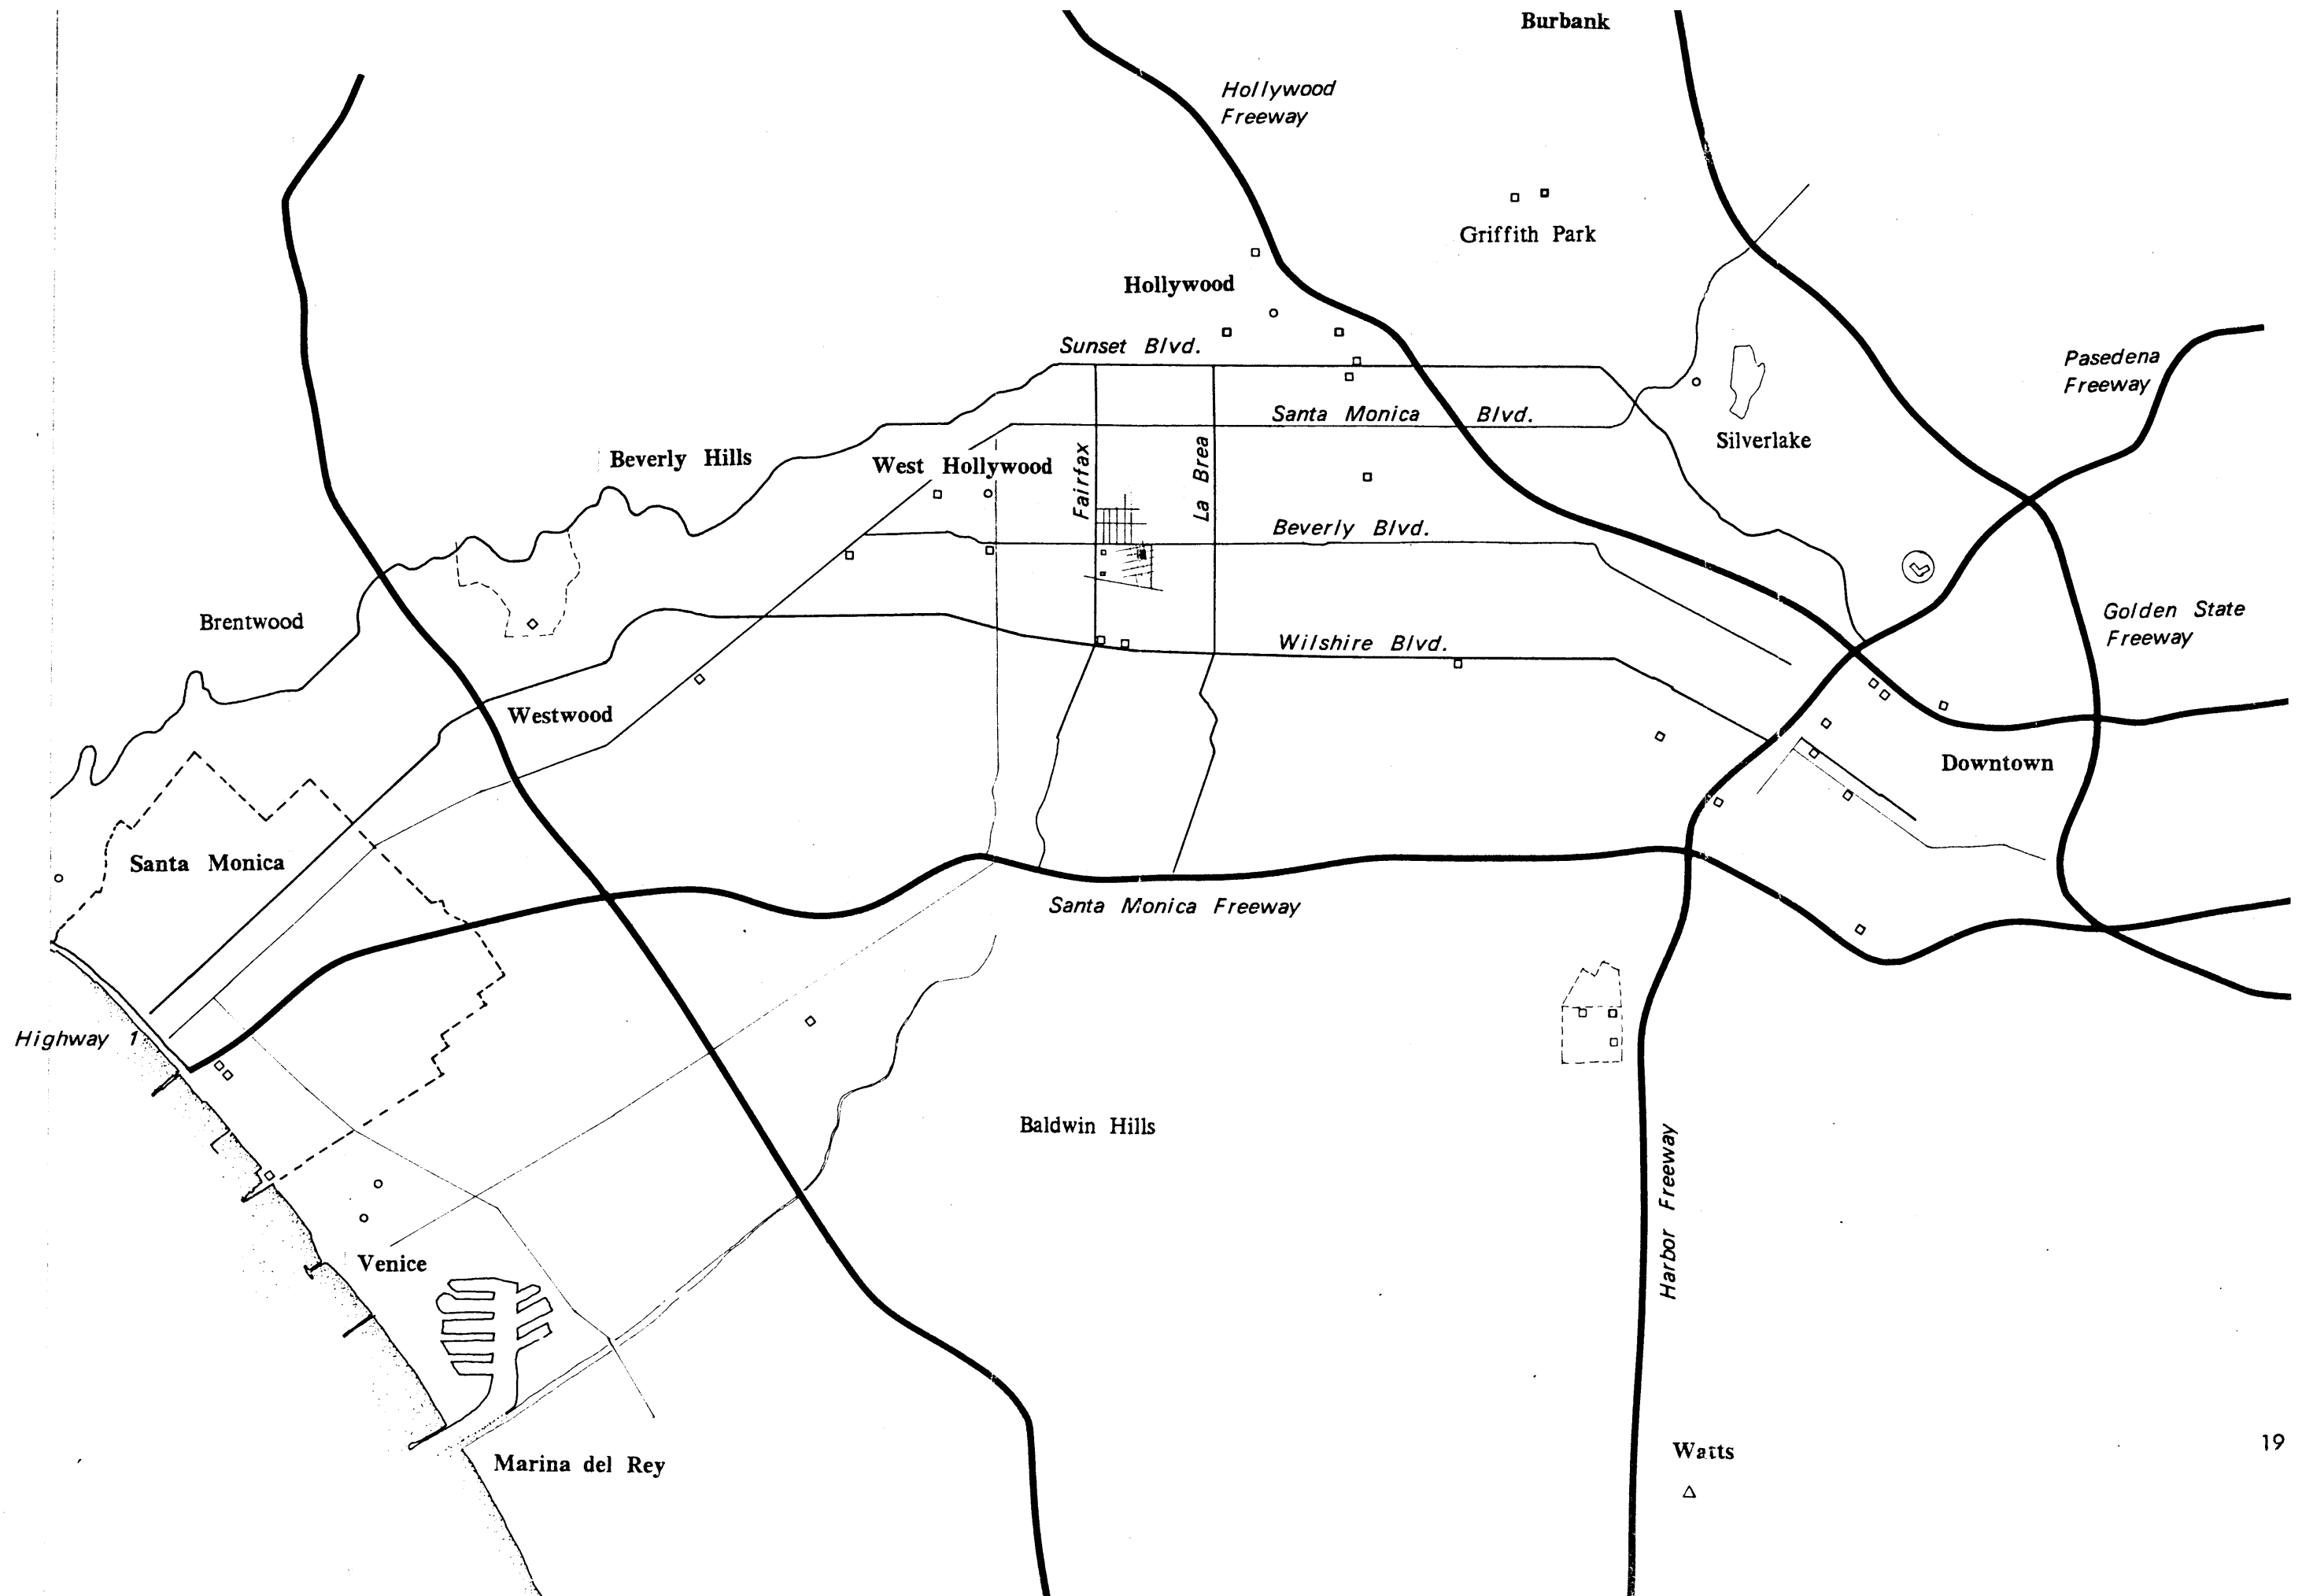 Burbank
Hollywood
Freeway
Griffith Park
Hollywood
Sunset Blvd.
Pasedena
Freeway
Santa Monica Blvd.
Silverlake
Beverly Hills
West Hollywood
Fairfax
La Brea
Beverly Blvd.
Brentwood
Golden State
Freeway
Wilshire Blvd.
Westwood
Downtown
Santa Monica
Santa Monica Freeway
Highway 1
Baldwin Hills
Harbor Freeway
Venice
Marina del Rey
Watts
19